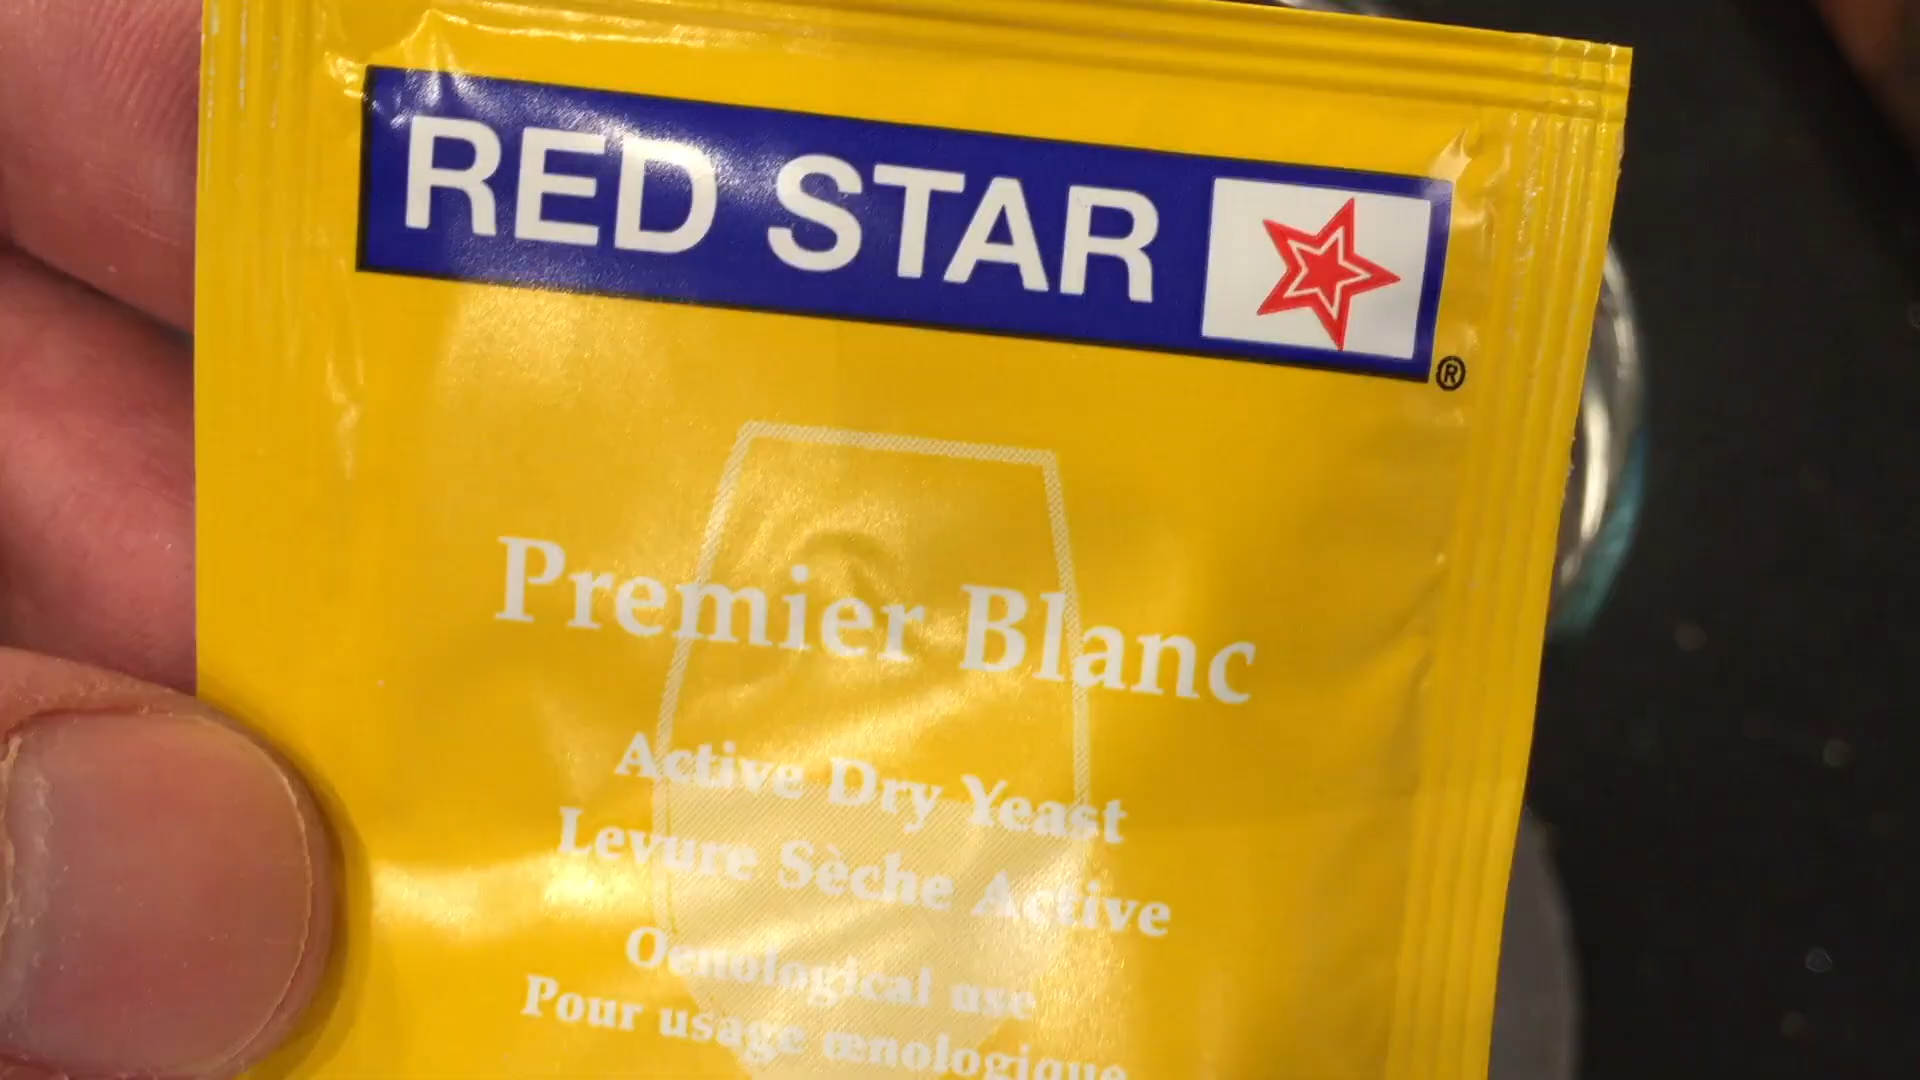 RED STAR
®
Premier Blanc
Active Dry Yeast
Levure Sèche Active
Oenological use
Pour usage œnologique